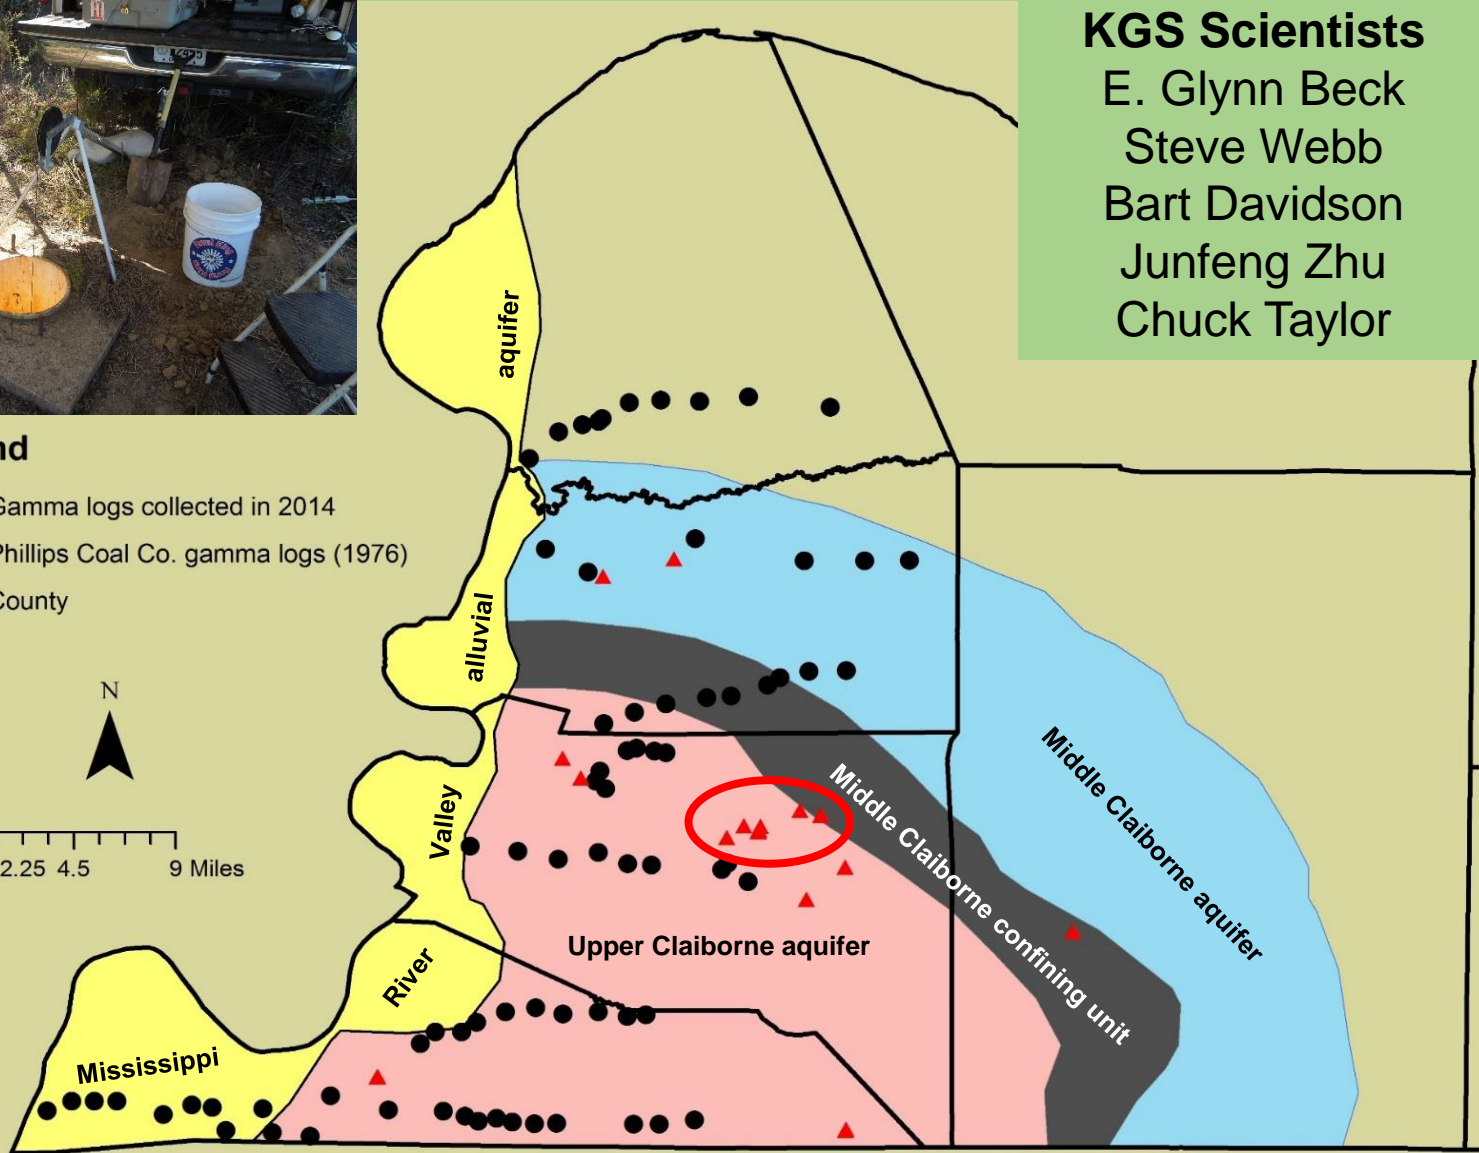 KGS Scientists
E. Glynn Beck
Steve Webb
Bart Davidson
Junfeng Zhu
Chuck Taylor
nd
Gamma logs collected in 2014
Phillips Coal Co. gamma logs (1976)
County
N
2.25 4.5 9 Miles
aquifer
alluvial
Valley
River
Mississippi
Middle Claiborne aquifer
Middle Claiborne confining unit
Upper Claiborne aquifer